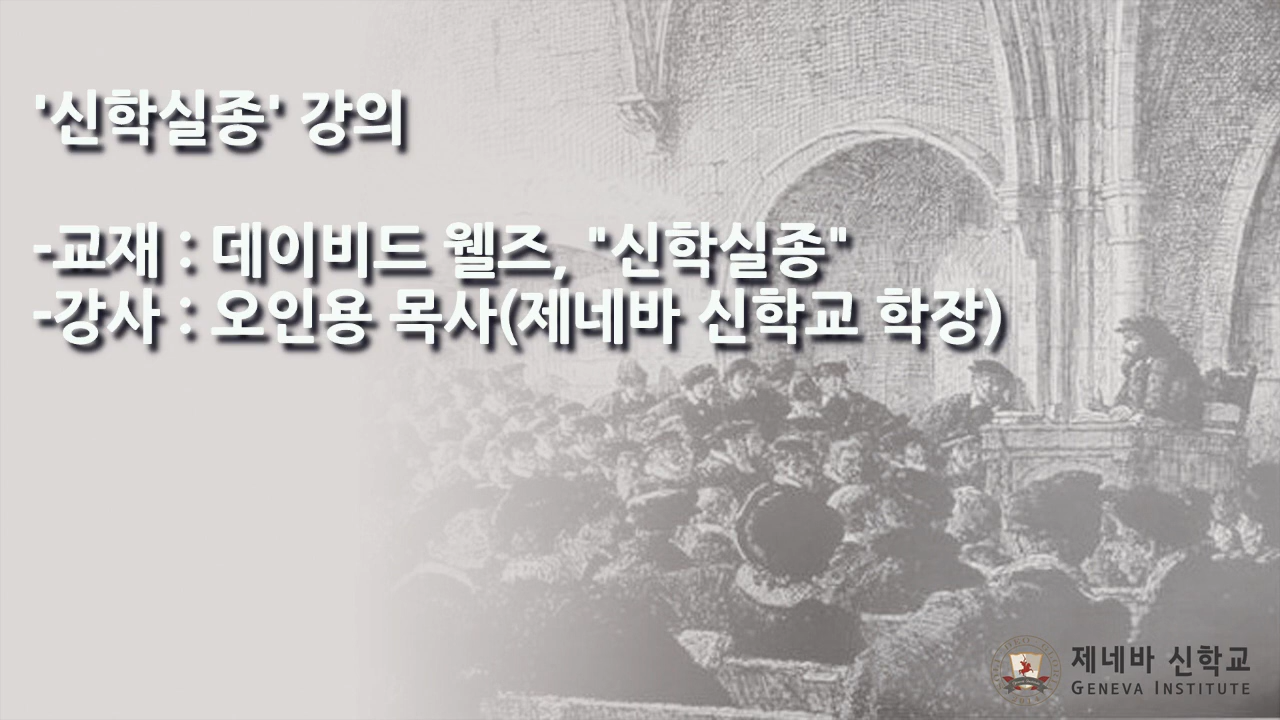 '신학실종' 강의
-교재 : 데이비드 웰즈, "신학실종"
-강사 : 오인용 목사(제네바 신학교 학장)
제네바 신학교
GENEVA INSTITUTE